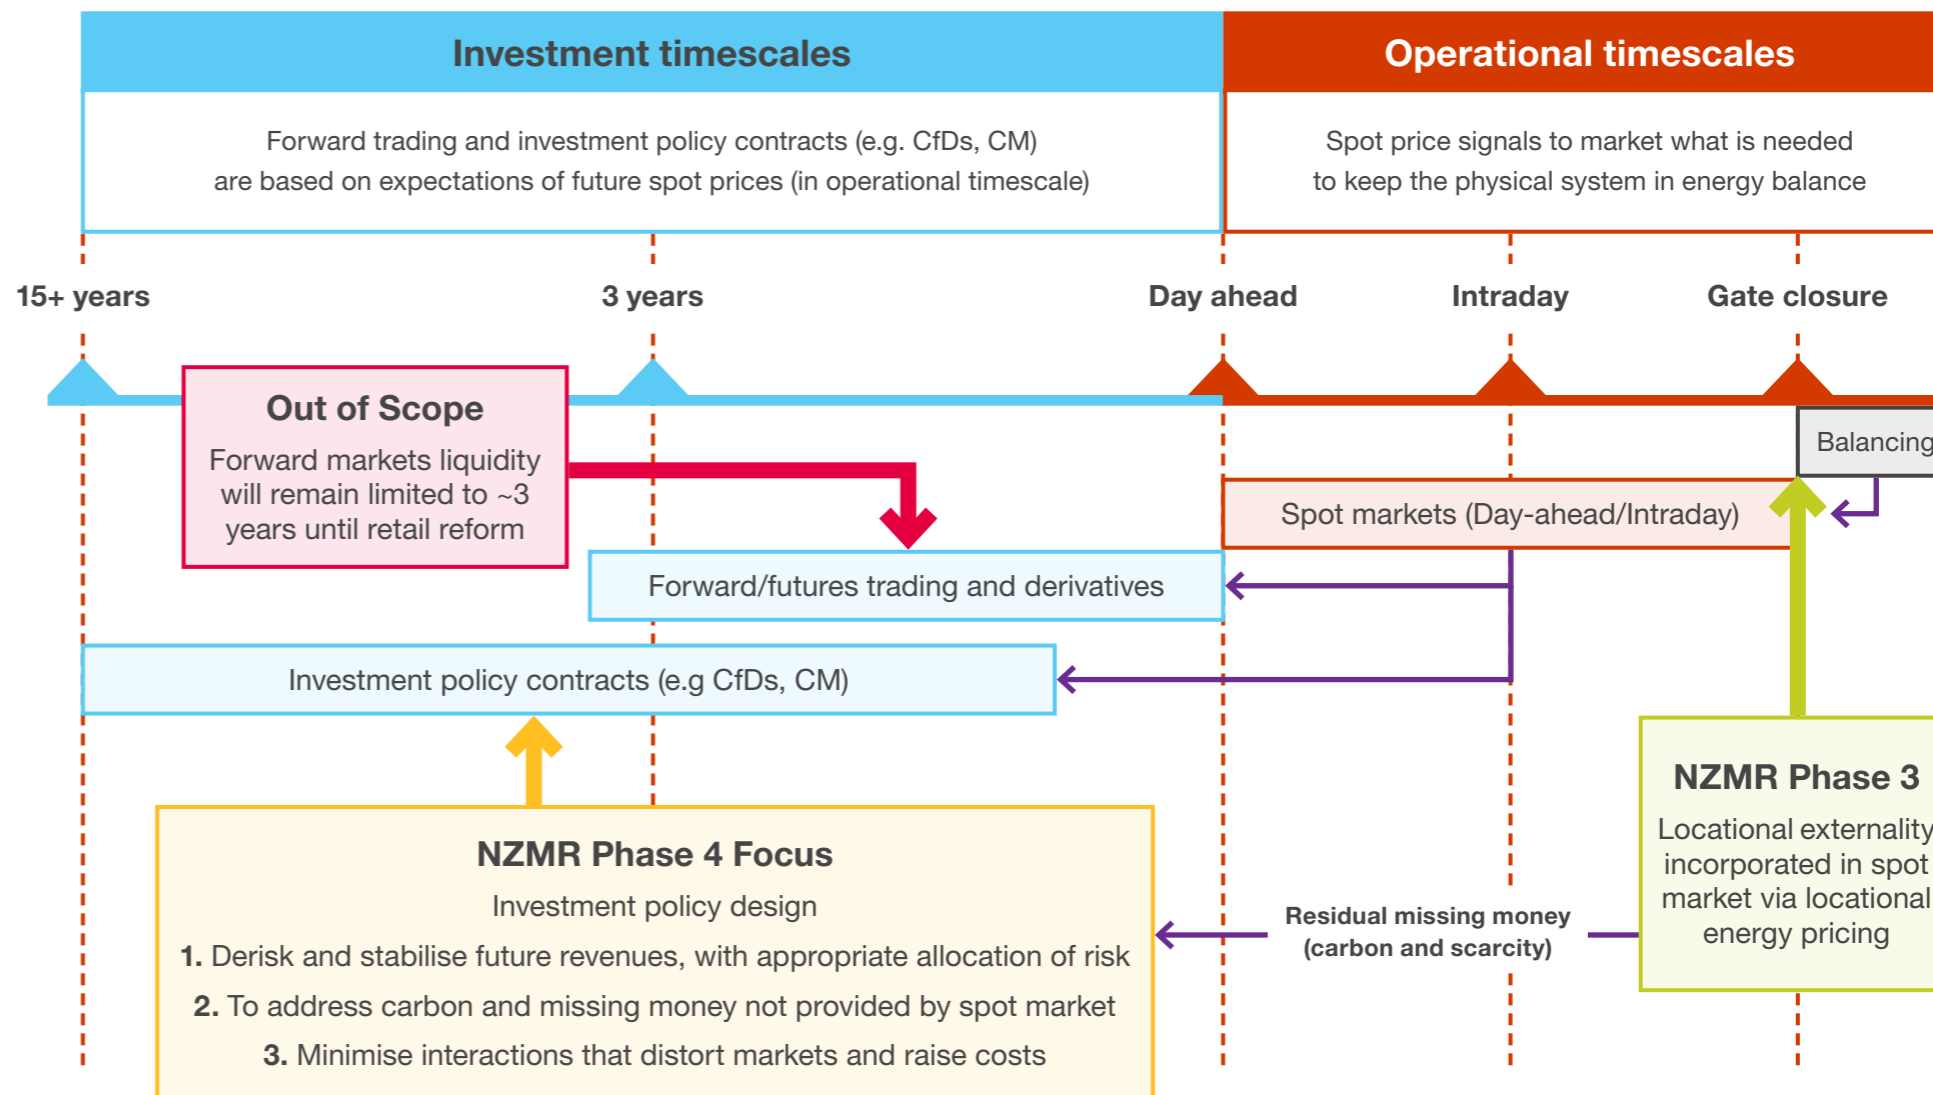 Investment timescales
Operational timescales
Forward trading and investment policy contracts (e.g. CfDs, CM)
are based on expectations of future spot prices (in operational timescale)
Spot price signals to market what is needed
to keep the physical system in energy balance
15+ years
3 years
Day ahead
Intraday
Gate closure
Out of Scope
Forward markets liquidity
will remain limited to ~3
years until retail reform
Balancing
Spot markets (Day-ahead/Intraday)
Forward/futures trading and derivatives
Investment policy contracts (e.g CfDs, CM)
NZMR Phase 3
Locational externality
incorporated in spot
market via locational
energy pricing
Residual missing money
(carbon and scarcity)
NZMR Phase 4 Focus
Investment policy design
1. Derisk and stabilise future revenues, with appropriate allocation of risk
2. To address carbon and missing money not provided by spot market
3. Minimise interactions that distort markets and raise costs